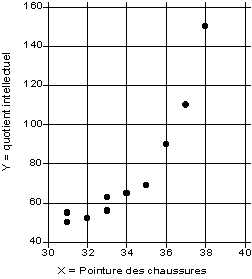 160
140
120
100
80
60
40
Y = quotient intellectuel
30 32 34 36 38 40
X = Pointure des chaussures